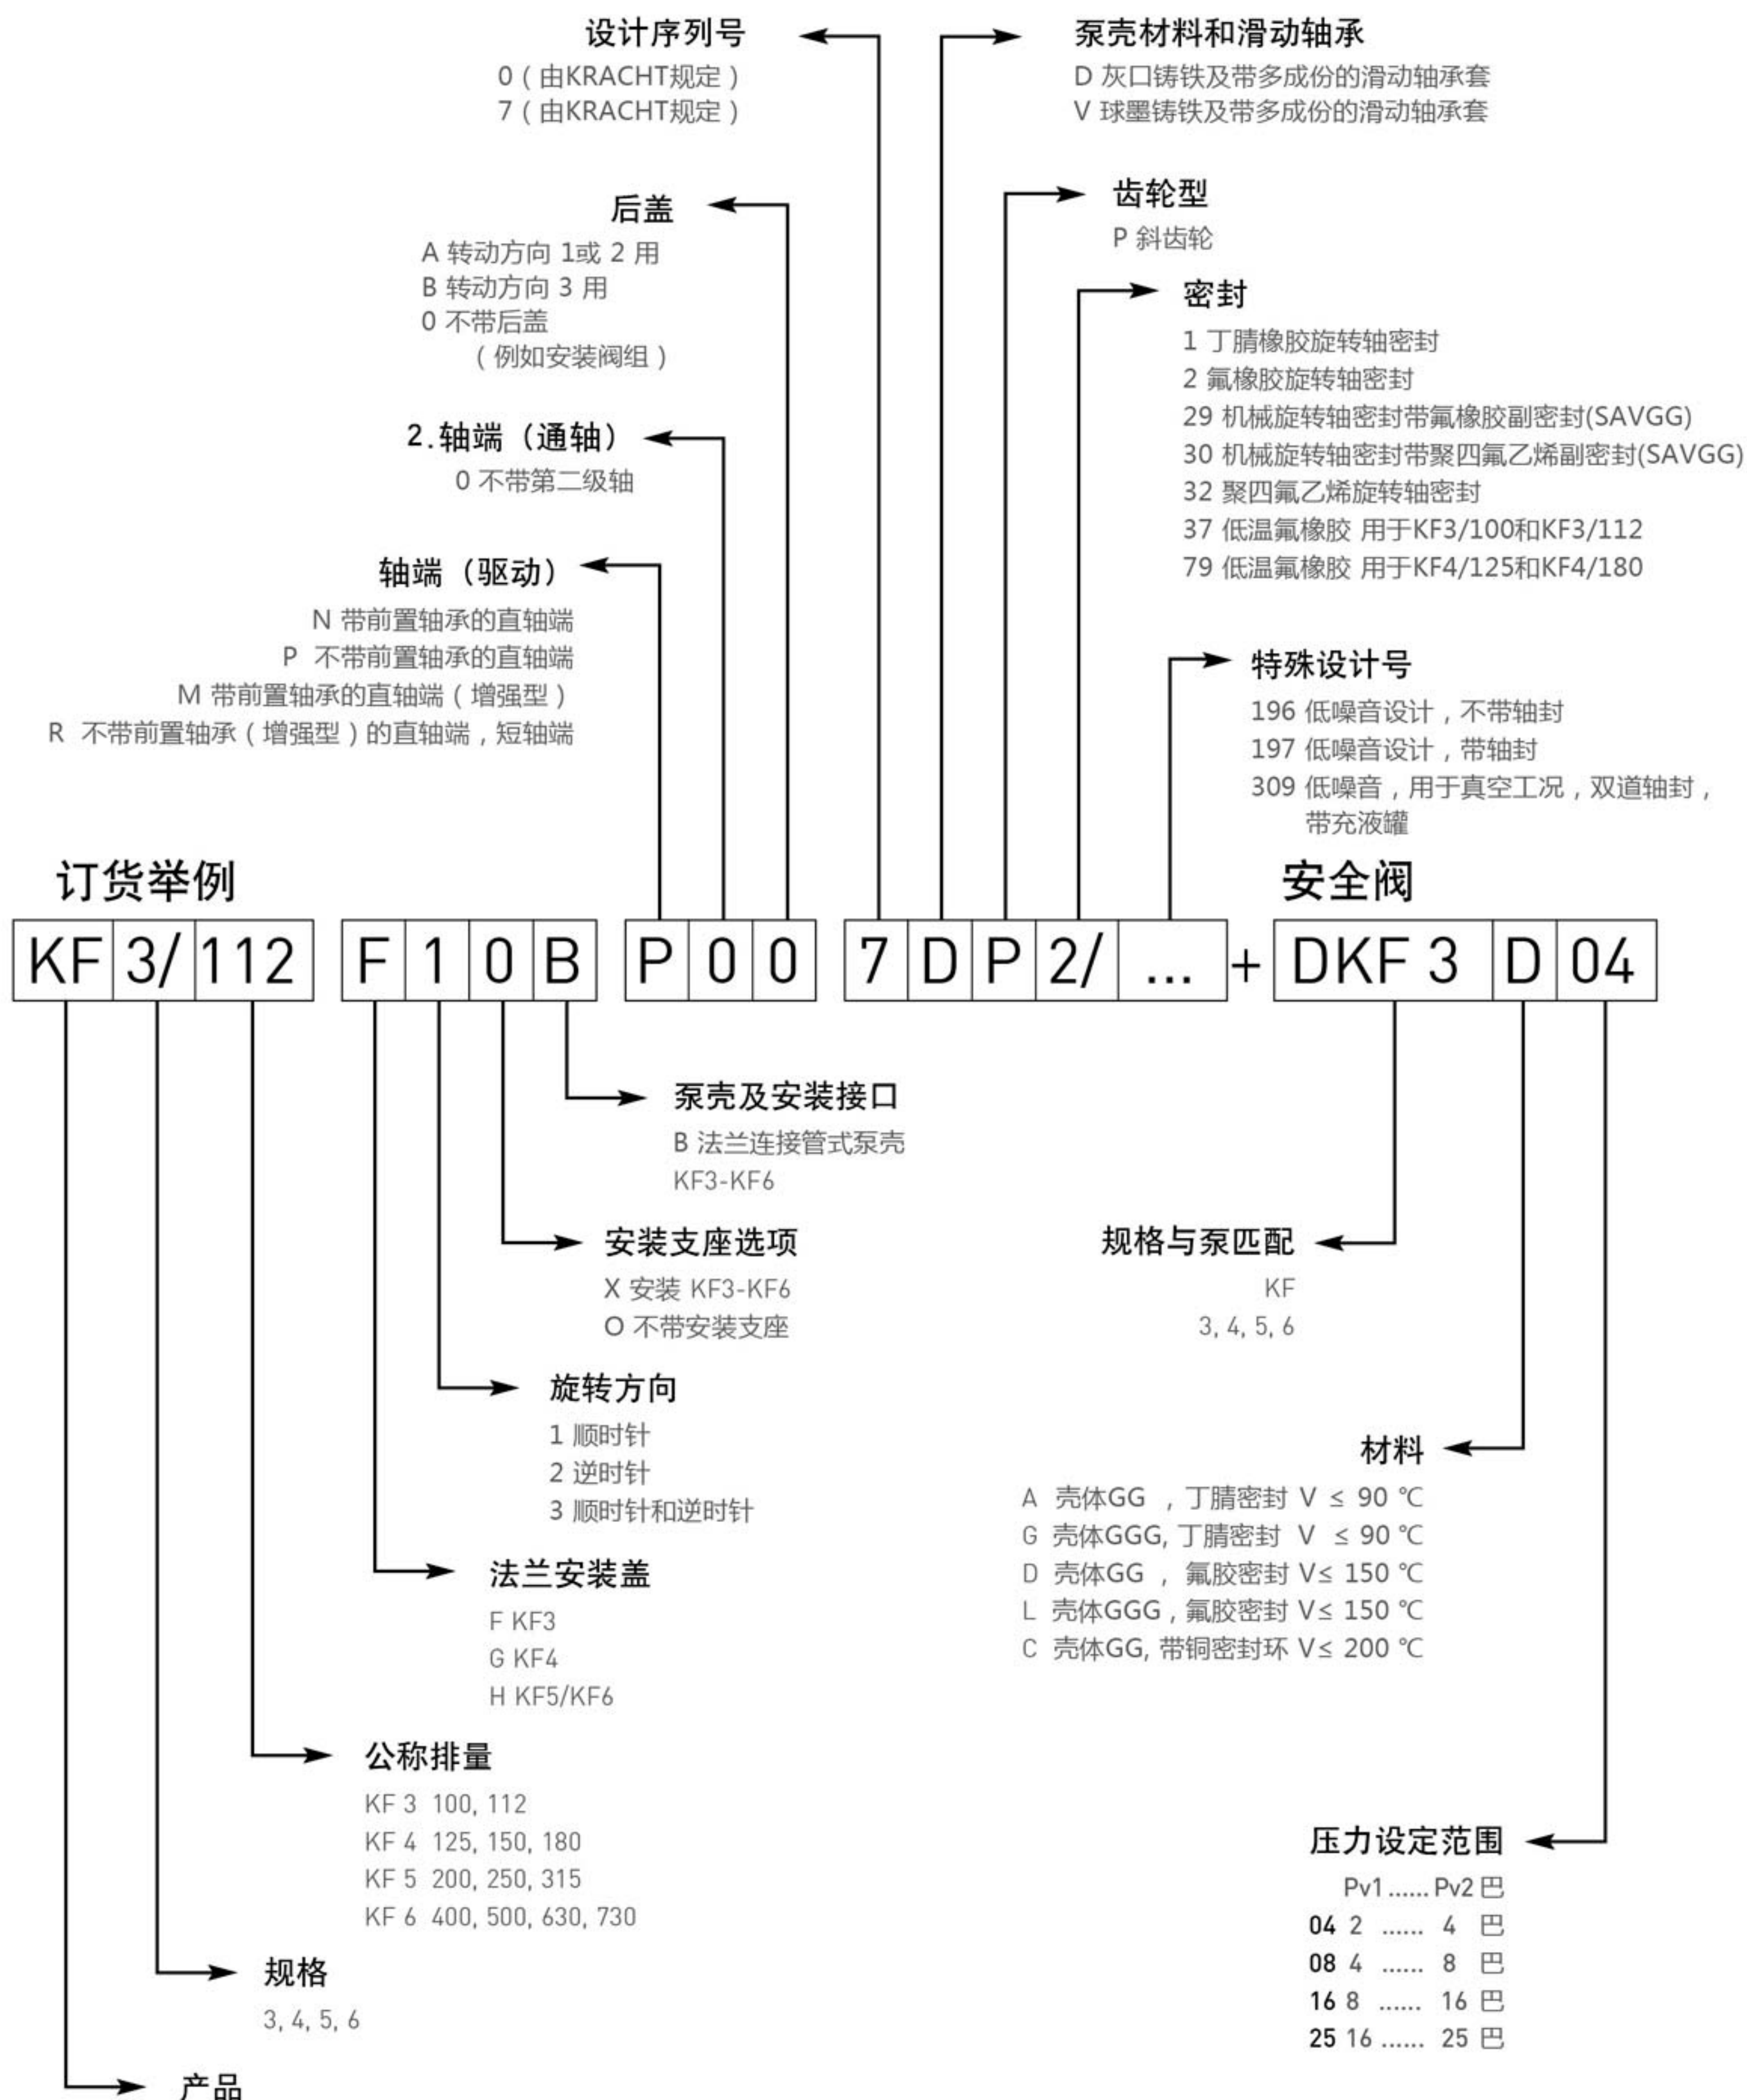 设计序列号
0（由KRACHT规定）
7（由KRACHT规定）
泵壳材料和滑动轴承
D 灰口铸铁及带多成份的滑动轴承套
V 球墨铸铁及带多成份的滑动轴承套
后盖
A 转动方向 1或 2 用
B 转动方向 3 用
0 不带后盖
（例如安装阀组）
齿轮型
P 斜齿轮
密封
1 丁腈橡胶旋转轴密封
2 氟橡胶旋转轴密封
29 机械旋转轴密封带氟橡胶副密封(SAVGG)
30 机械旋转轴密封带聚四氟乙烯副密封(SAVGG)
32 聚四氟乙烯旋转轴密封
37 低温氟橡胶 用于KF3/100和KF3/112
79 低温氟橡胶 用于KF4/125和KF4/180
2.轴端（通轴）
0 不带第二级轴
轴端（驱动）
N 带前置轴承的直轴端
P 不带前置轴承的直轴端
M 带前置轴承的直轴端（增强型）
R 不带前置轴承（增强型）的直轴端，短轴端
特殊设计号
196 低噪音设计，不带轴封
197 低噪音设计，带轴封
309 低噪音，用于真空工况，双道轴封，
带充液罐
订货举例
安全阀
KF 3/ 112 F 1 0 B P 0 0 7 D P 2/ ... + DKF 3 D 04
泵壳及安装接口
B 法兰连接管式泵壳
KF3-KF6
安装支座选项
X 安装 KF3-KF6
O 不带安装支座
规格与泵匹配
KF
3, 4, 5, 6
旋转方向
1 顺时针
2 逆时针
3 顺时针和逆时针
材料
A 壳体GG ，丁腈密封 V ≤ 90 ℃
G 壳体GGG, 丁腈密封 V ≤ 90 ℃
D 壳体GG ， 氟胶密封 V≤ 150 ℃
L 壳体GGG , 氟胶密封 V≤ 150 ℃
C 壳体GG, 带铜密封环 V≤ 200 ℃
法兰安装盖
F KF3
G KF4
H KF5/KF6
公称排量
KF 3 100, 112
KF 4 125, 150, 180
KF 5 200, 250, 315
KF 6 400, 500, 630, 730
压力设定范围
Pv1 ...... Pv2 巴
04 2 ...... 4 巴
08 4 ...... 8 巴
16 8 ...... 16 巴
25 16 ...... 25 巴
规格
3, 4, 5, 6
产品